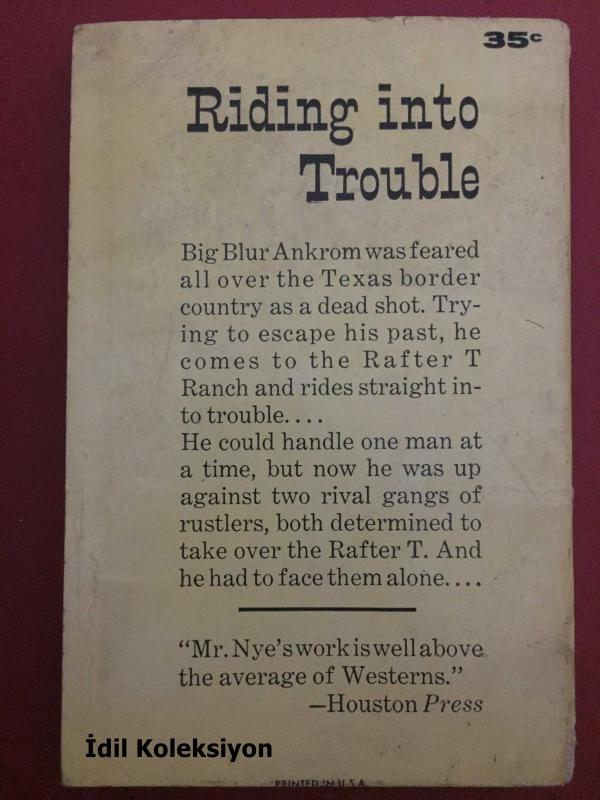 35¢
Riding into
Trouble
Big Blur Ankrom was feared
all over the Texas border
country as a dead shot. Try-
ing to escape his past, he
comes to the Rafter T
Ranch and rides straight in-
to trouble....
He could handle one man at
a time, but now he was up
against two rival gangs of
rustlers, both determined to
take over the Rafter T. And
he had to face them alone....
“Mr. Nye's work is well above
the average of Westerns.”
—Houston Press
İdil Koleksiyon
PRINTED IN U.S.A.